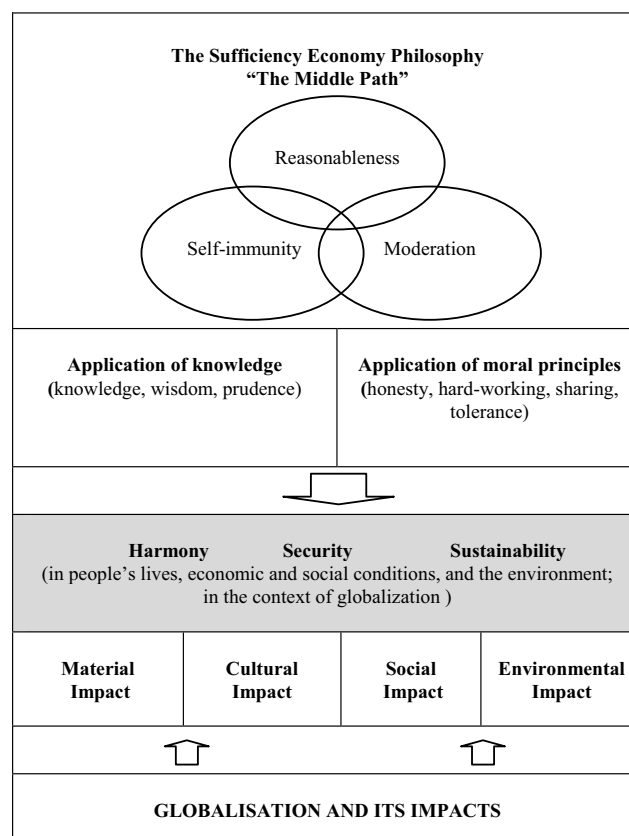 The Sufficiency Economy Philosophy
“The Middle Path”
Reasonableness
Self-immunity
Moderation
Application of knowledge
(knowledge, wisdom, prudence)
Application of moral principles
(honesty, hard-working, sharing,
tolerance)
Harmony Security Sustainability
(in people’s lives, economic and social conditions, and the environment;
in the context of globalization )
Material
Impact
Cultural
Impact
Social
Impact
Environmental
Impact
GLOBALISATION AND ITS IMPACTS